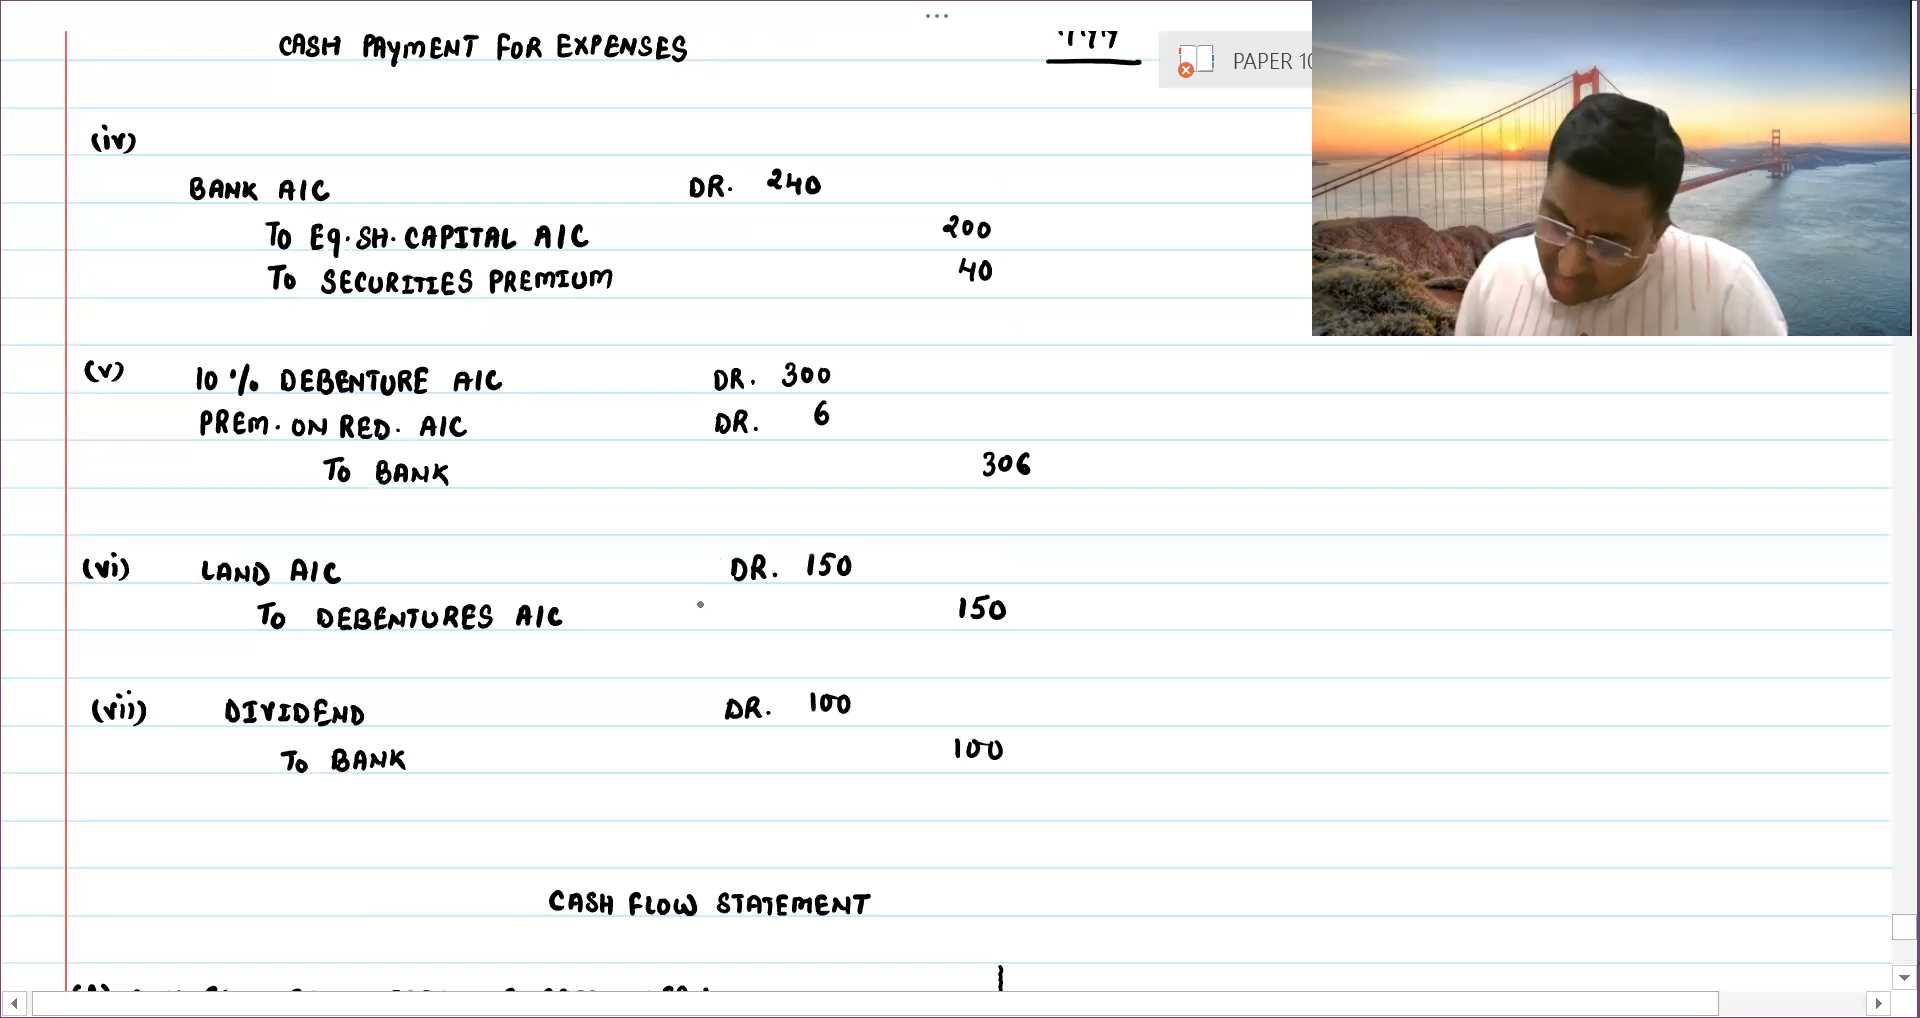 CASH PAYMENT FOR EXPENSES
PAPER 10
(iv)
BANK A/C DR. 240
TO EQ. SH. CAPITAL A/C 200
TO SECURITIES PREMIUM 40
(v) 10 % DEBENTURE A/C DR. 300
PREM. ON RED. A/C DR. 6
TO BANK 306
(vi) LAND A/C DR. 150
TO DEBENTURES A/C 150
(vii) DIVIDEND DR. 100
TO BANK 100
CASH FLOW STATEMENT